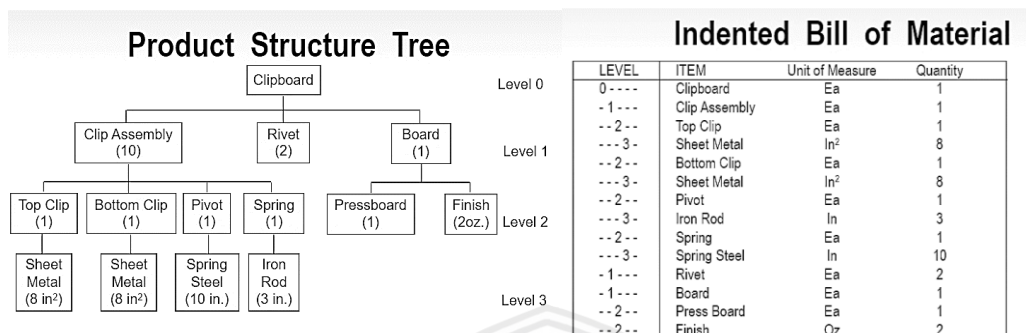 Product Structure Tree
Clipboard
Level 0
Clip Assembly
(10)
Rivet
(2)
Board
(1)
Level 1
Top Clip
(1)
Bottom Clip
(1)
Pivot
(1)
Spring
(1)
Pressboard
(1)
Finish
(2oz.)
Level 2
Sheet
Metal
(8 in²)
Sheet
Metal
(8 in²)
Spring
Steel
(10 in.)
Iron
Rod
(3 in.)
Level 3
Indented Bill of Material
LEVEL ITEM Unit of Measure Quantity
0 - - - - Clipboard Ea 1
- 1 - - - Clip Assembly Ea 1
- - 2 - - Top Clip Ea 1
- - - 3 - Sheet Metal In² 8
- - 2 - - Bottom Clip Ea 1
- - - 3 - Sheet Metal In² 8
- - 2 - - Pivot Ea 1
- - - 3 - Iron Rod In 3
- - 2 - - Spring Ea 1
- - - 3 - Spring Steel In 10
- 1 - - - Rivet Ea 2
- 1 - - - Board Ea 1
- - 2 - - Press Board Ea 1
- - 2 - - Finish Oz 2